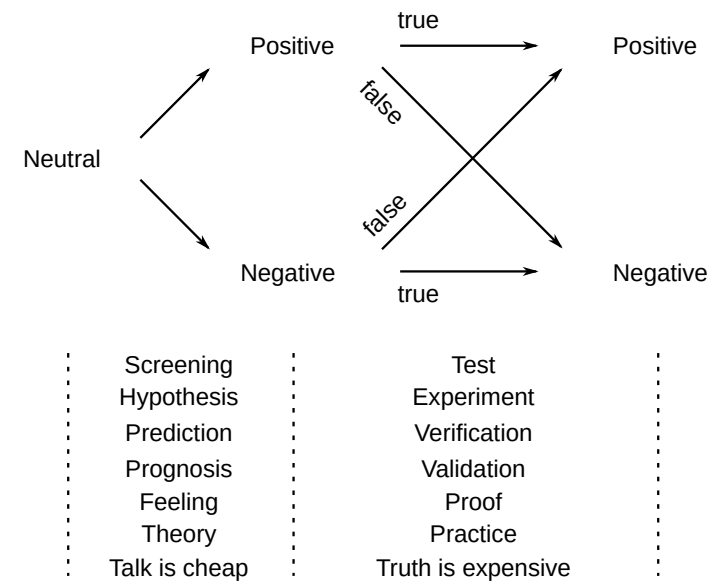 true
Positive
Positive
false
Neutral
false
Negative
Negative
true
Screening
Test
Hypothesis
Experiment
Prediction
Verification
Prognosis
Validation
Feeling
Proof
Theory
Practice
Talk is cheap
Truth is expensive